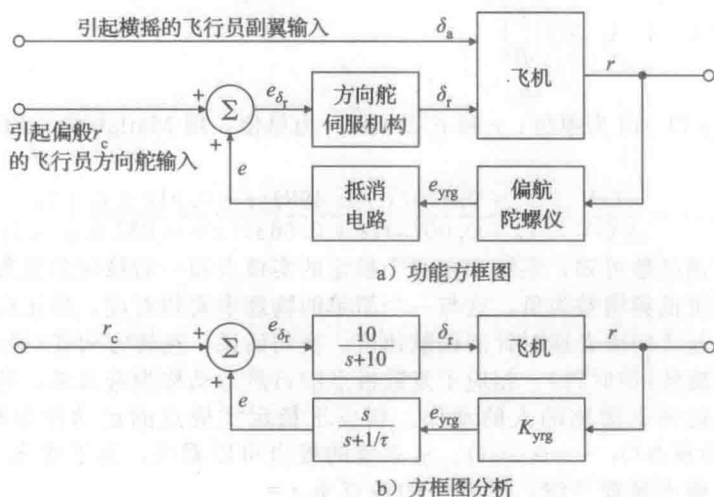 引起横摇的飞行员副翼输入
δa
飞机
r
+
Σ
eδr
方向舵
伺服机构
δr
引起偏般rc
的飞行员方向舵输入
+
e
抵消
电路
eyrg
偏航
陀螺仪
a）功能方框图
rc
+
Σ
eδr
10
s+10
δr
飞机
r
+
e
s
s+1/τ
eyrg
Kyrg
b）方框图分析